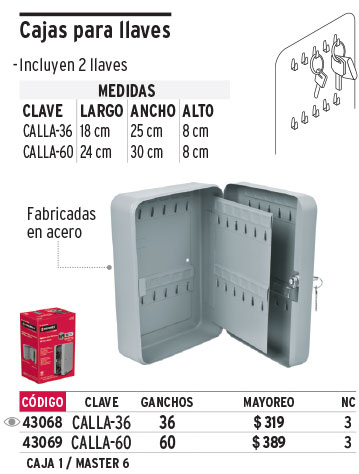 Cajas para llaves
-Incluyen 2 llaves
MEDIDAS
CLAVE LARGO ANCHO ALTO
CALLA-36 18 cm 25 cm 8 cm
CALLA-60 24 cm 30 cm 8 cm
Fabricadas
en acero
CÓDIGO CLAVE GANCHOS MAYOREO NC
43068 CALLA-36 36 $319 3
43069 CALLA-60 60 $389 3
CAJA 1 / MASTER 6